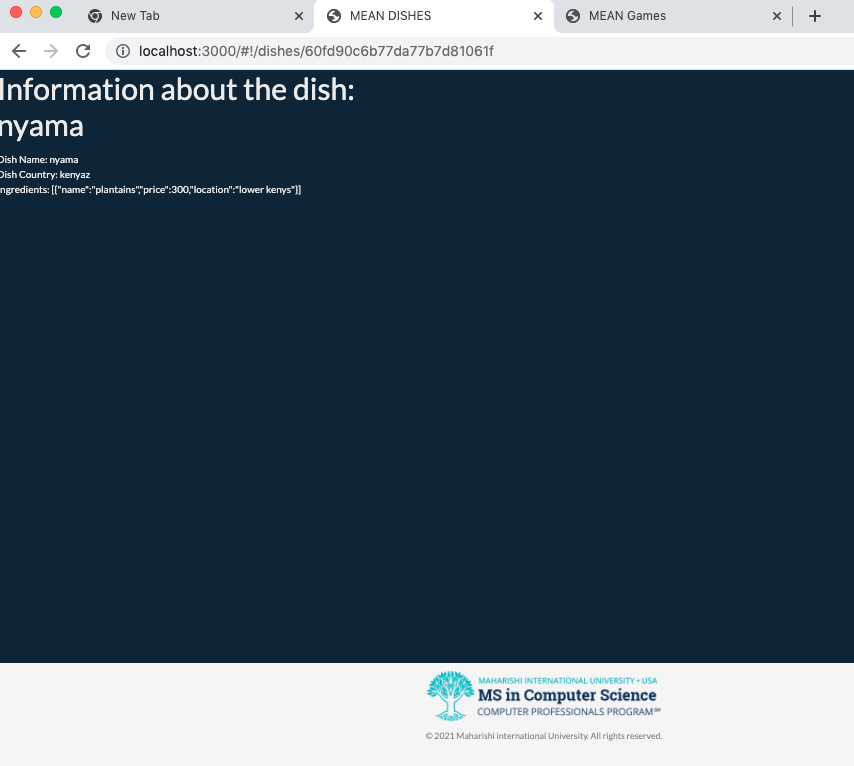 New Tab
MEAN DISHES
MEAN Games
localhost:3000/#!/dishes/60fd90c6b77da77b7d81061f
Information about the dish:
nyama
Dish Name: nyama
Dish Country: kenyaz
ngredients: [{"name":"plantains","price":300,"location":"lower kenys"}]
MAHARISHI INTERNATIONAL UNIVERSITY • USA
MS in Computer Science
COMPUTER PROFESSIONALS PROGRAM℠
© 2021 Maharishi international University. All rights reserved.